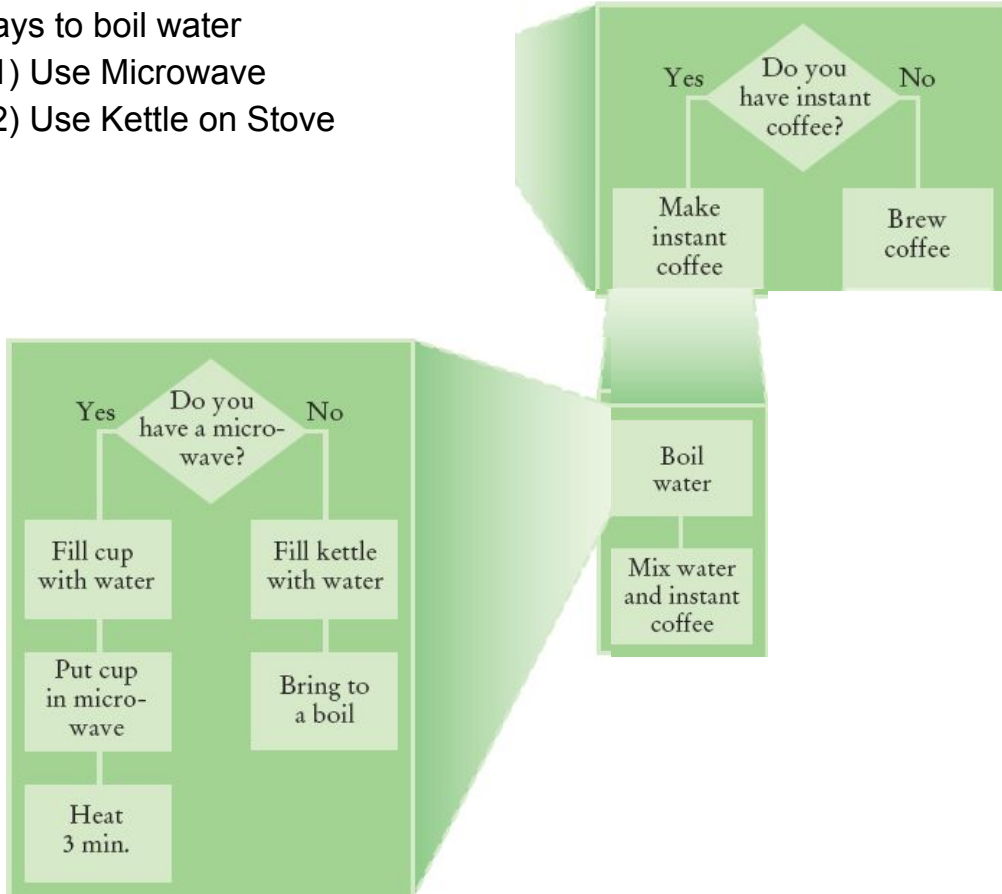 ays to boil water
1) Use Microwave
2) Use Kettle on Stove
Yes
Do you
have instant
coffee?
No
Make
instant
coffee
Brew
coffee
Yes
Do you
have a micro-
wave?
No
Fill cup
with water
Fill kettle
with water
Put cup
in micro-
wave
Bring to
a boil
Heat
3 min.
Boil
water
Mix water
and instant
coffee